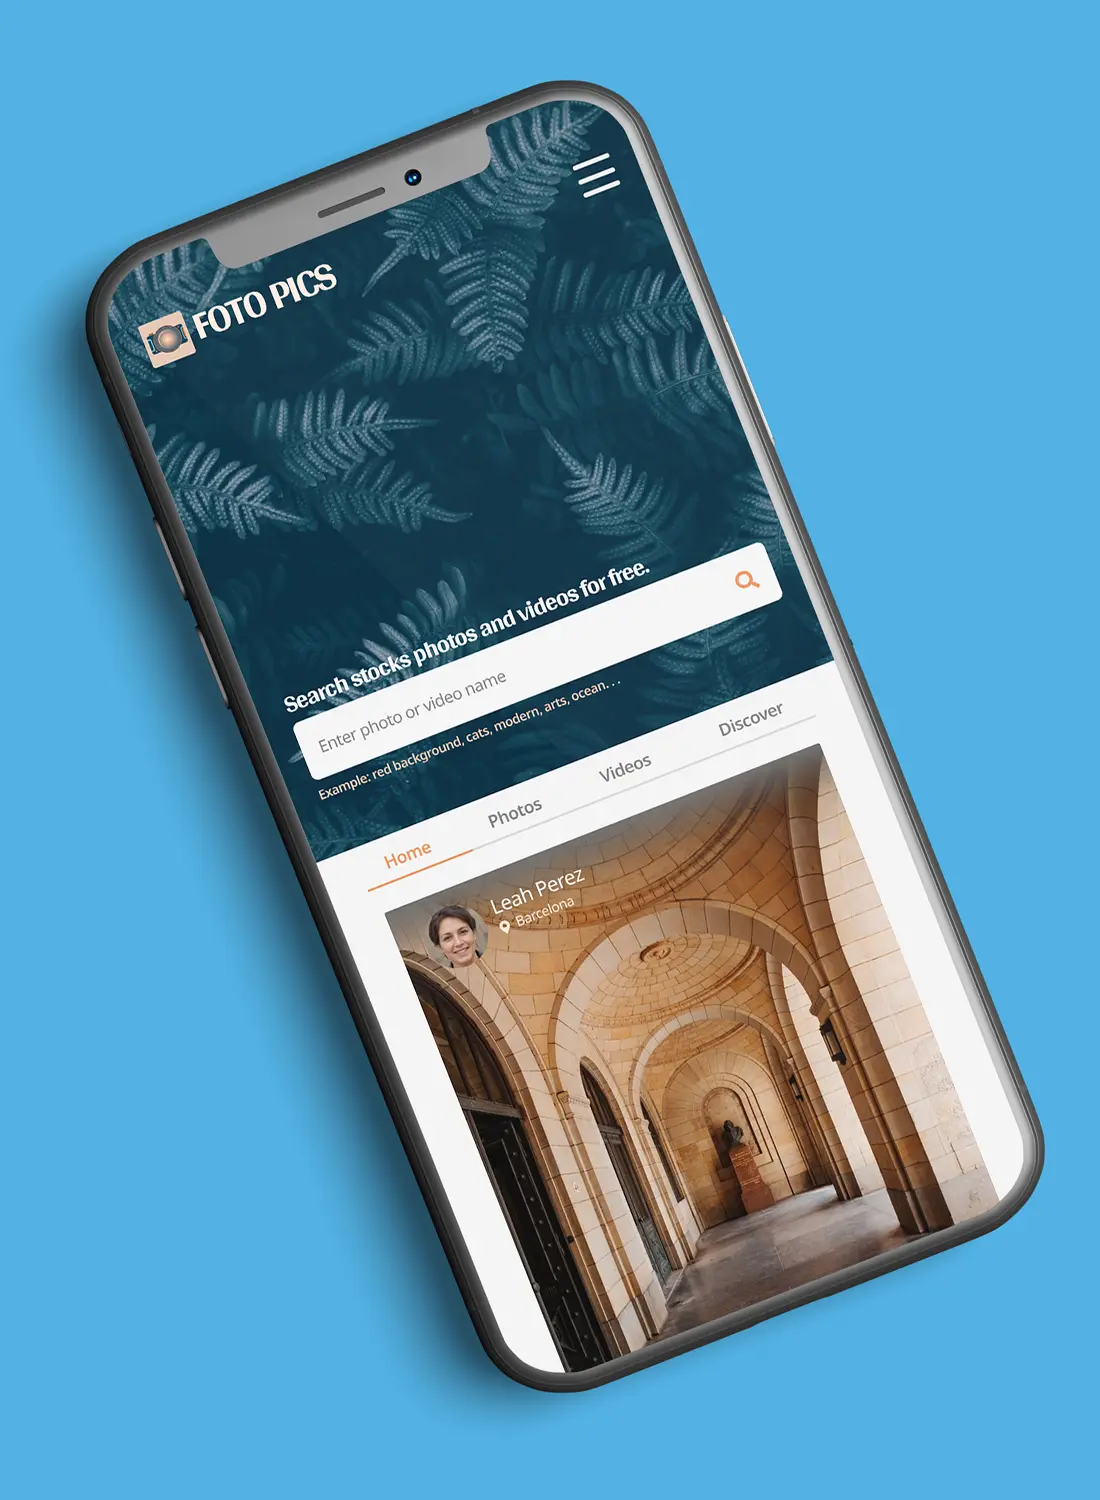 FOTO PICS
Search stocks photos and videos for free.
Enter photo or video name
Example: red background, cats, modern, arts, ocean...
Home Photos Videos Discover
Leah Perez
Barcelona